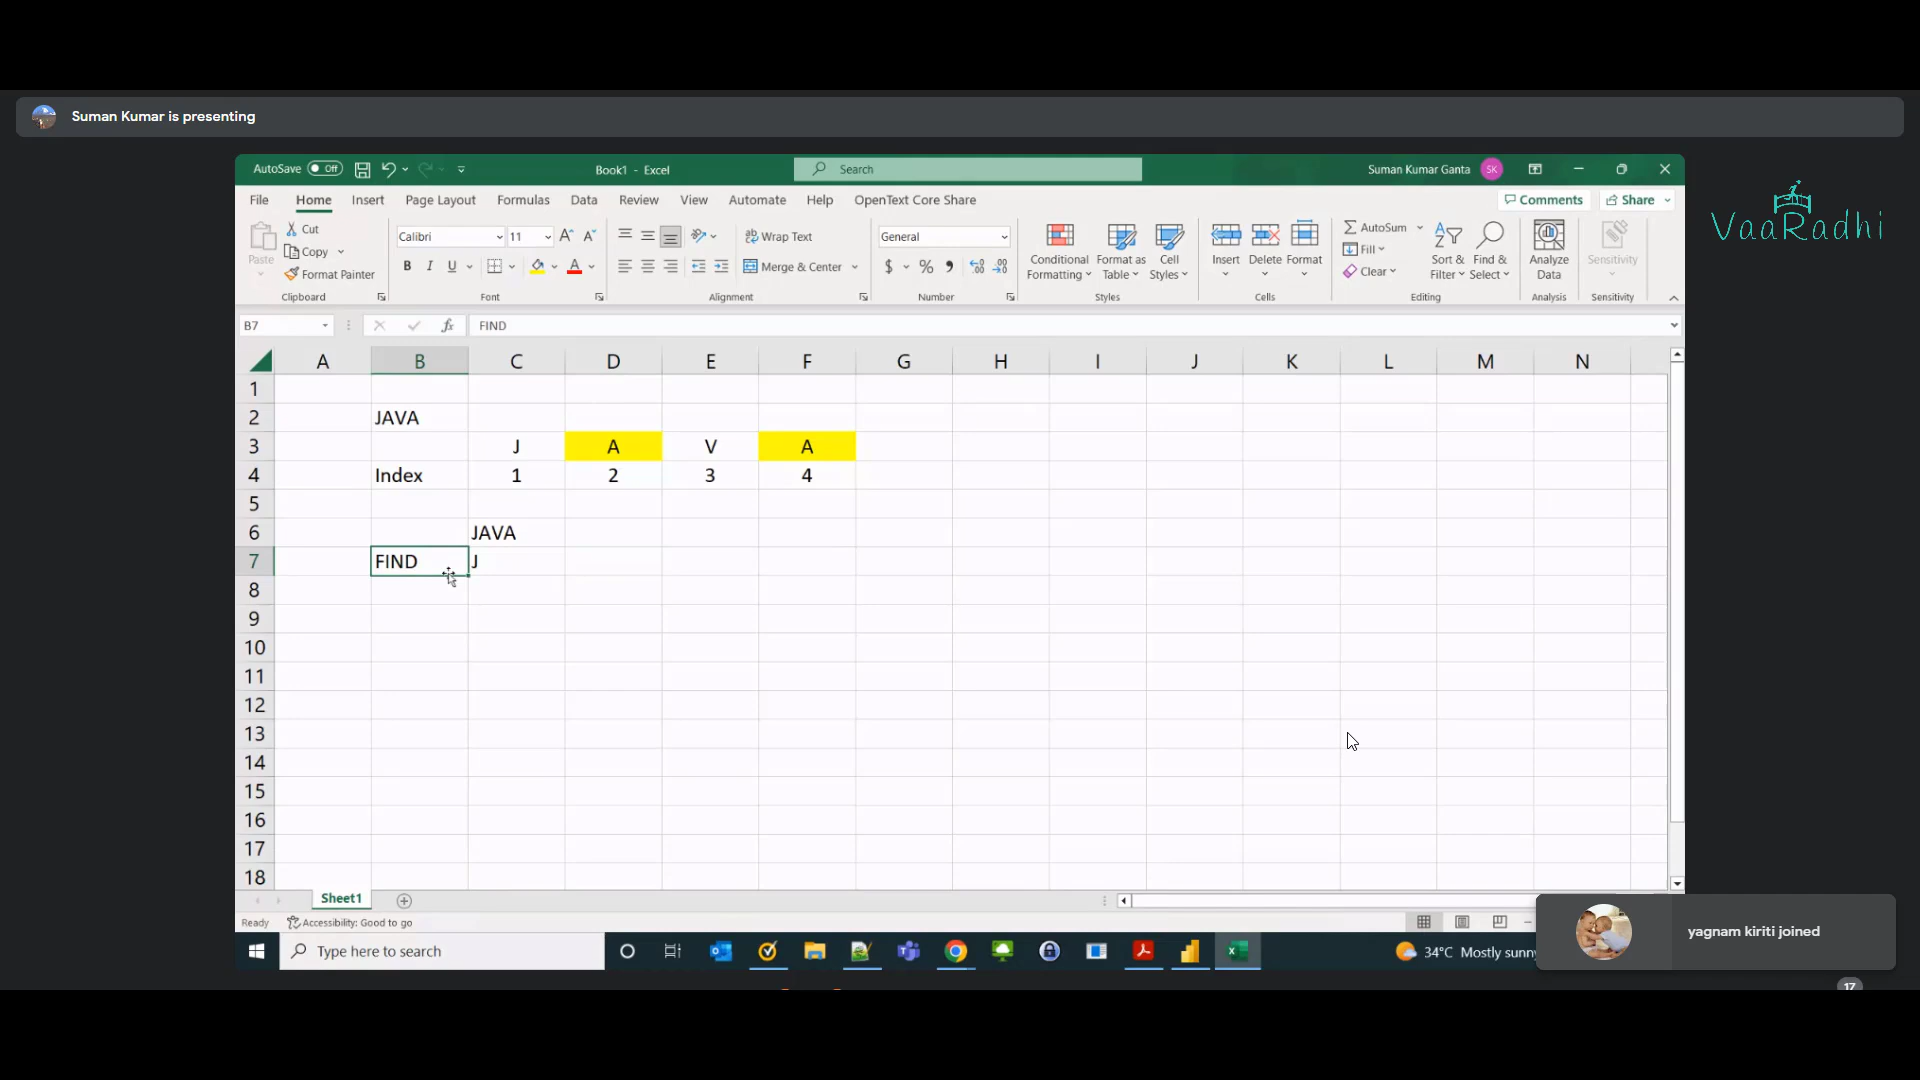 Suman Kumar is presenting
VaaRadhi
AutoSave Off Book1 - Excel Search Suman Kumar Ganta SK
File Home Insert Page Layout Formulas Data Review View Automate Help OpenText Core Share Comments Share
Paste Cut Copy Format Painter Clipboard
Calibri 11 A A B I U A Font
Wrap Text Merge & Center Alignment
General $ % 9 Number
Conditional Formatting Format as Table Cell Styles Styles
Insert Delete Format Cells
AutoSum Fill Clear Sort & Filter Find & Select Editing
Analyze Data Analysis
Sensitivity Sensitivity
B7 fx FIND
A B C D E F G H I J K L M N
1
2 JAVA
3 J A V A
4 Index 1 2 3 4
5
6 JAVA
7 FIND J
8
9
10
11
12
13
14
15
16
17
18
Sheet1
Ready Accessibility: Good to go
Type here to search 34°C Mostly sunny
yagnam kiriti joined
17